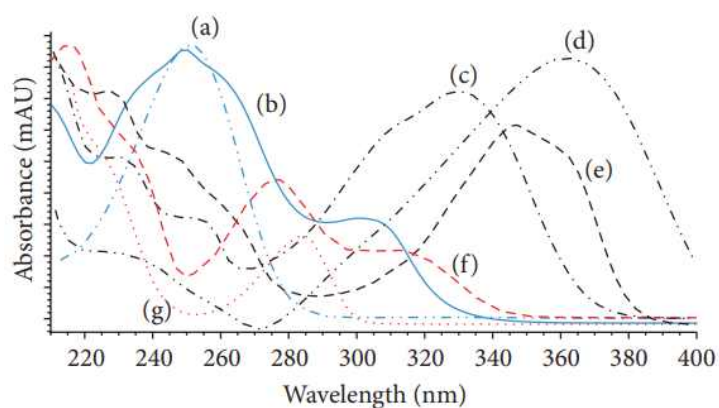 (a)
(b)
(c)
(d)
(e)
(f)
(g)
Absorbance (mAU)
220 240 260 280 300 320 340 360 380 400
Wavelength (nm)